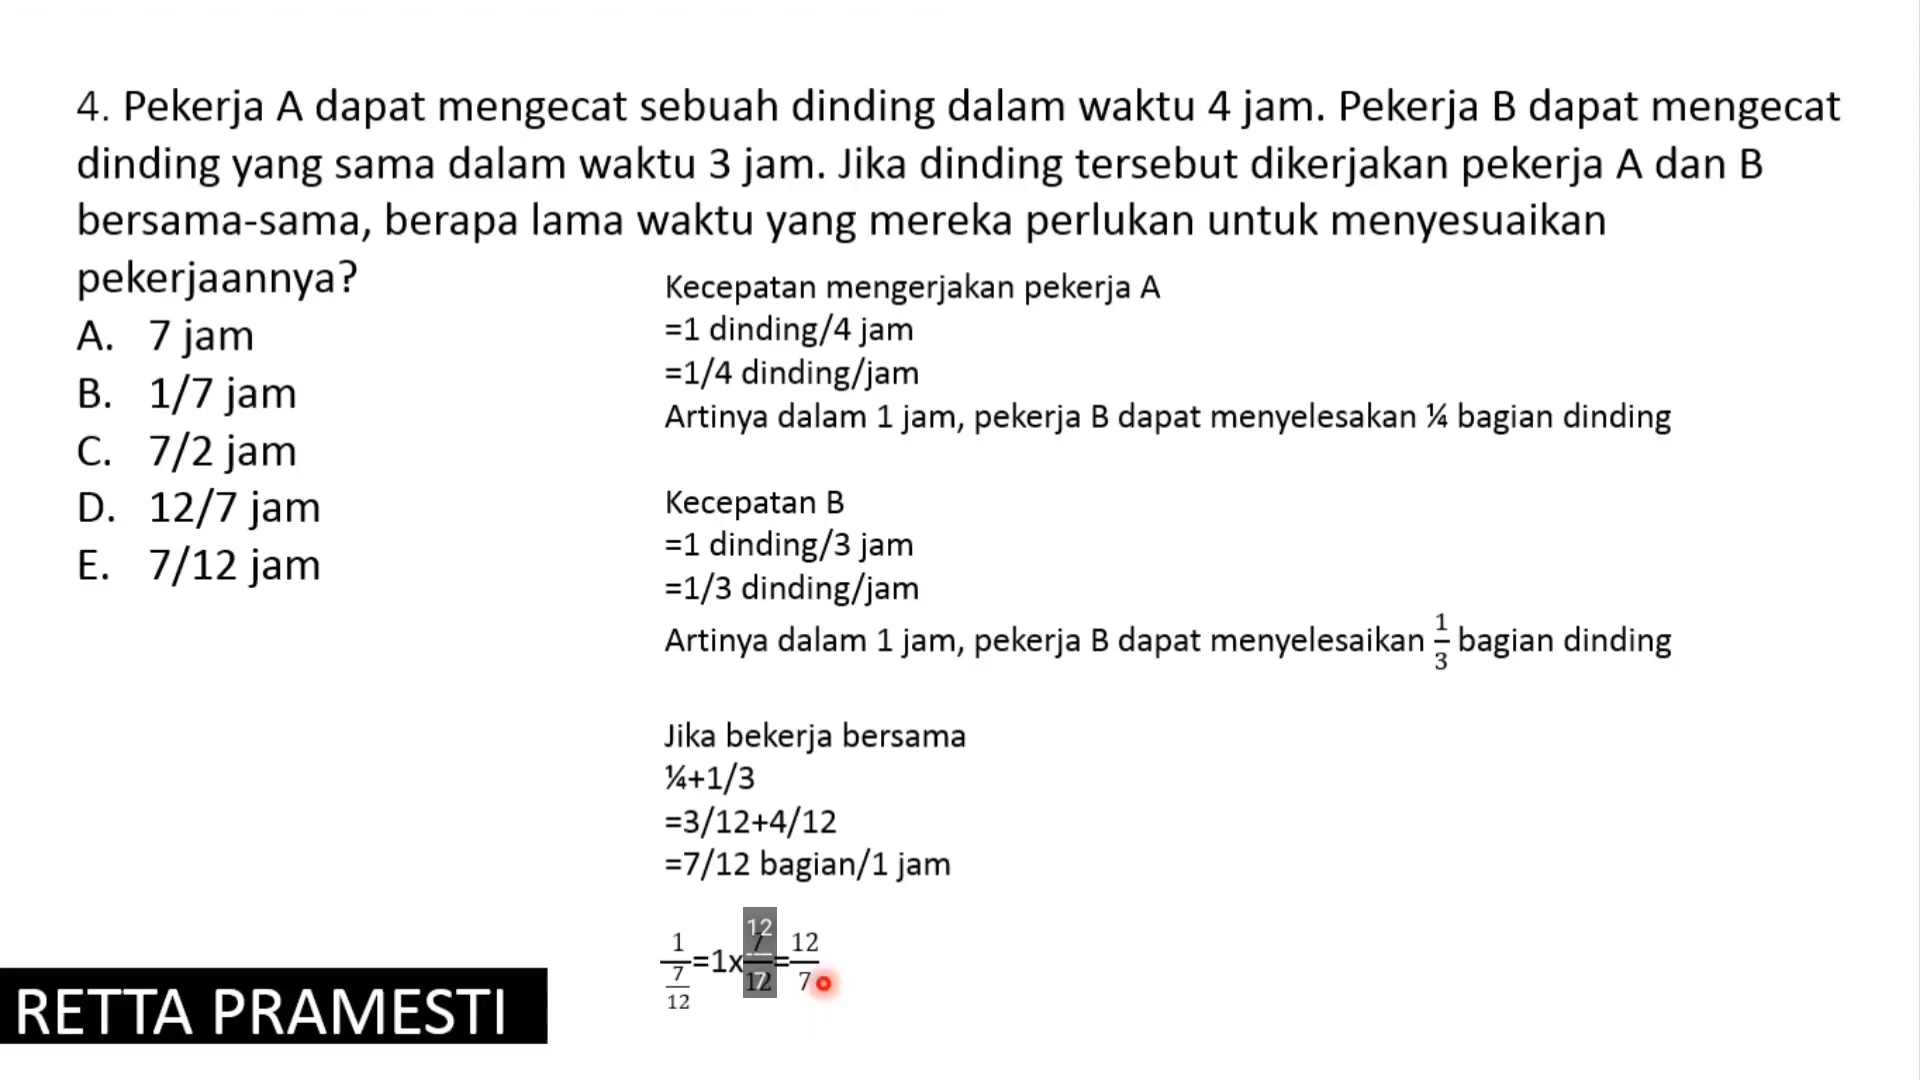 4. Pekerja A dapat mengecat sebuah dinding dalam waktu 4 jam. Pekerja B dapat mengecat
dinding yang sama dalam waktu 3 jam. Jika dinding tersebut dikerjakan pekerja A dan B
bersama-sama, berapa lama waktu yang mereka perlukan untuk menyesuaikan
pekerjaannya?
A. 7 jam
B. 1/7 jam
C. 7/2 jam
D. 12/7 jam
E. 7/12 jam
Kecepatan mengerjakan pekerja A
=1 dinding/4 jam
=1/4 dinding/jam
Artinya dalam 1 jam, pekerja B dapat menyelesakan ¼ bagian dinding
Kecepatan B
=1 dinding/3 jam
=1/3 dinding/jam
Artinya dalam 1 jam, pekerja B dapat menyelesaikan 1/3 bagian dinding
Jika bekerja bersama
¼+1/3
=3/12+4/12
=7/12 bagian/1 jam
1/(7/12)=1x12/7=12/7
RETTA PRAMESTI